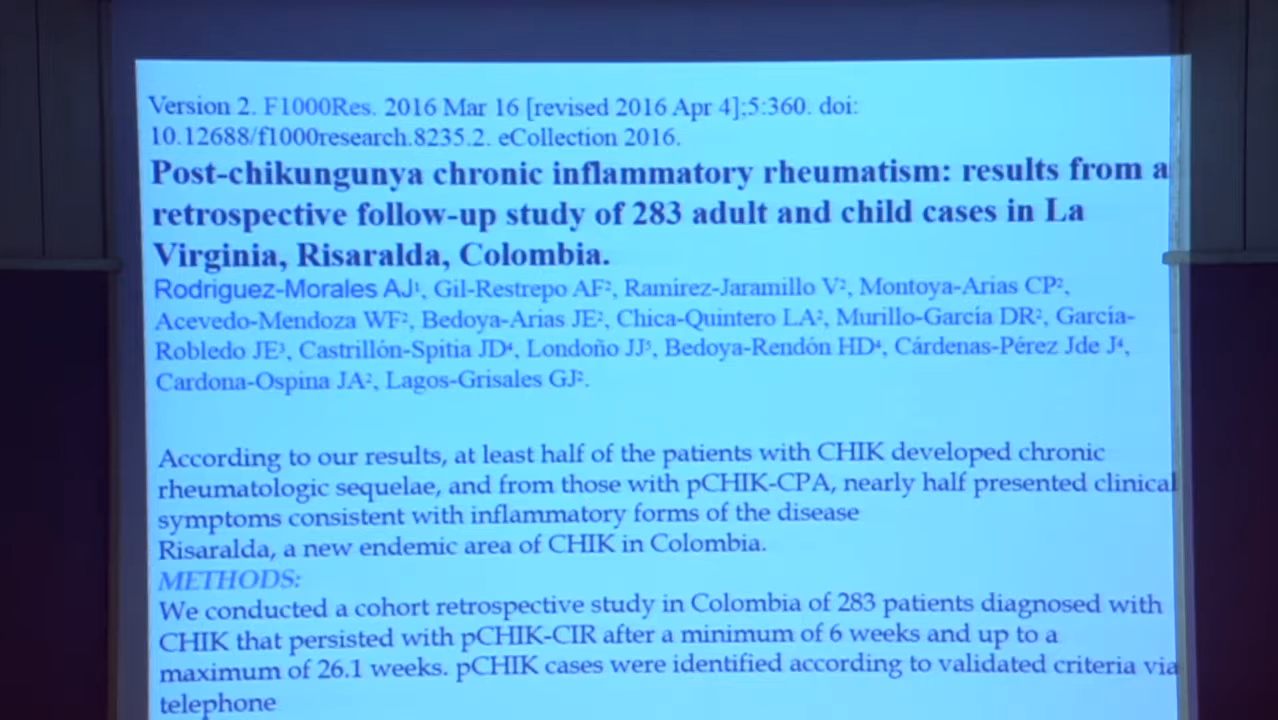 Version 2. F1000Res. 2016 Mar 16 [revised 2016 Apr 4];5:360. doi:
10.12688/f1000research.8235.2. eCollection 2016.
Post-chikungunya chronic inflammatory rheumatism: results from a
retrospective follow-up study of 283 adult and child cases in La
Virginia, Risaralda, Colombia.
Rodriguez-Morales AJ¹, Gil-Restrepo AF², Ramírez-Jaramillo V², Montoya-Arias CP²,
Acevedo-Mendoza WF², Bedoya-Arias JE², Chica-Quintero LA², Murillo-García DR², García-
Robledo JE³, Castrillón-Spitia JD⁴, Londoño JJ⁵, Bedoya-Rendón HD⁴, Cárdenas-Pérez Jde J⁴,
Cardona-Ospina JA², Lagos-Grisales GJ².
According to our results, at least half of the patients with CHIK developed chronic
rheumatologic sequelae, and from those with pCHIK-CPA, nearly half presented clinical
symptoms consistent with inflammatory forms of the disease
Risaralda, a new endemic area of CHIK in Colombia.
METHODS:
We conducted a cohort retrospective study in Colombia of 283 patients diagnosed with
CHIK that persisted with pCHIK-CIR after a minimum of 6 weeks and up to a
maximum of 26.1 weeks. pCHIK cases were identified according to validated criteria via
telephone